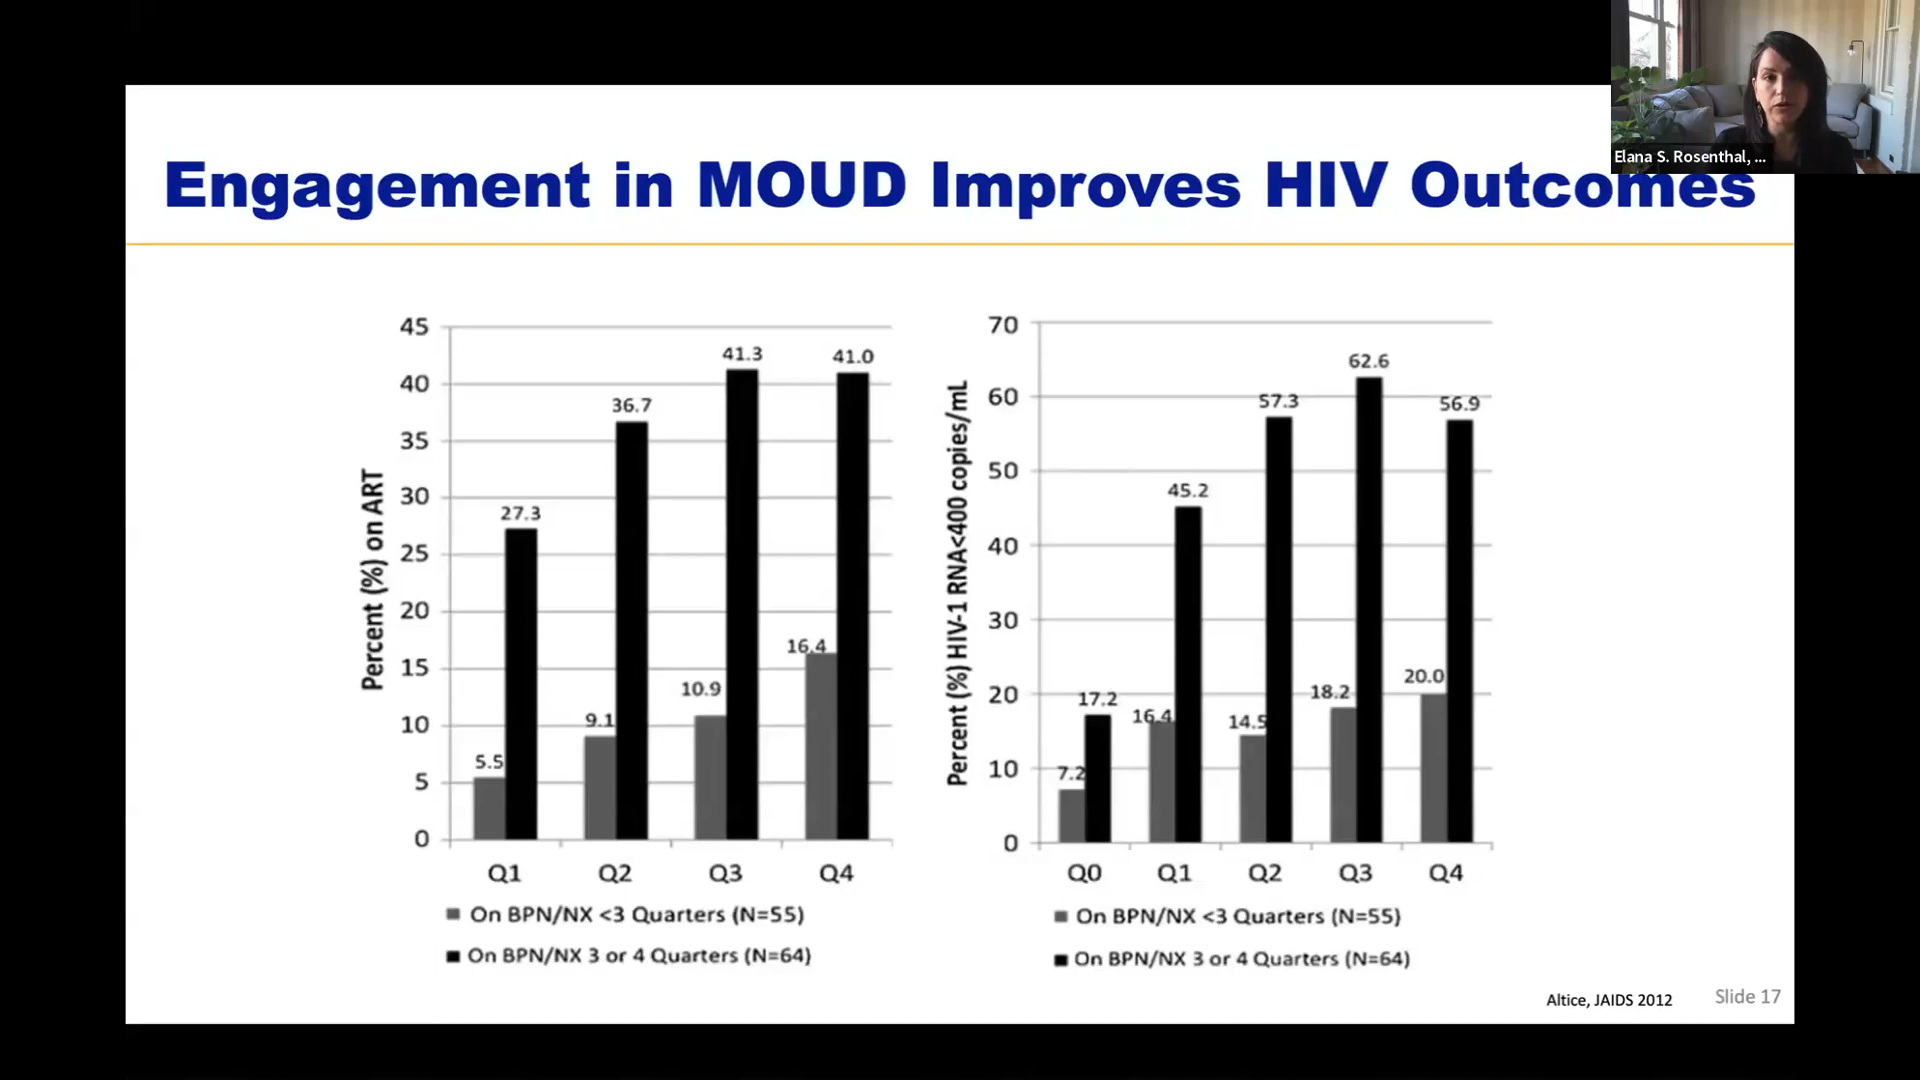 Elana S. Rosenthal, ...
Engagement in MOUD Improves HIV Outcomes
Percent (%) on ART
45
40
35
30
25
20
15
10
5
0
5.5
27.3
9.1
36.7
10.9
41.3
16.4
41.0
Q1
Q2
Q3
Q4
On BPN/NX <3 Quarters (N=55)
On BPN/NX 3 or 4 Quarters (N=64)
Percent (%) HIV-1 RNA<400 copies/mL
70
60
50
40
30
20
10
0
7.2
17.2
16.4
45.2
14.5
57.3
18.2
62.6
20.0
56.9
Q0
Q1
Q2
Q3
Q4
On BPN/NX <3 Quarters (N=55)
On BPN/NX 3 or 4 Quarters (N=64)
Altice, JAIDS 2012
Slide 17